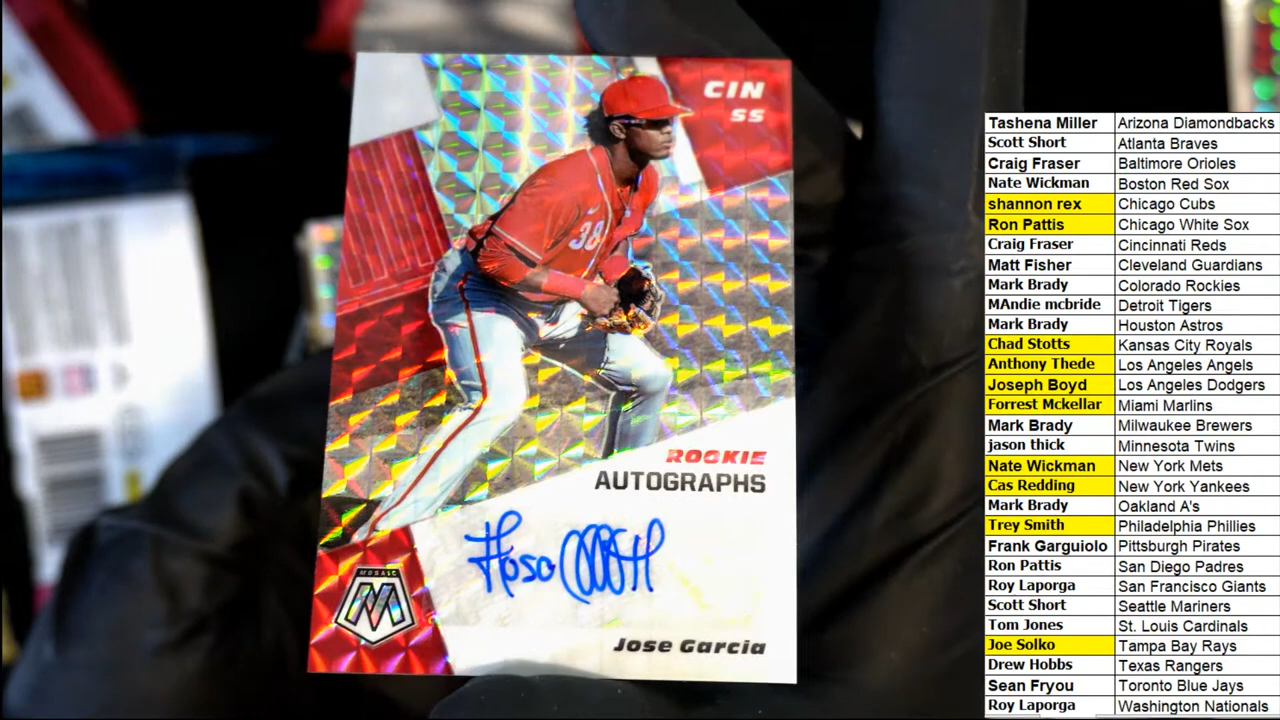 CIN
SS
38
ROOKIE
AUTOGRAPHS
MOSAIC
Jose Garcia
Tashena Miller Arizona Diamondbacks
Scott Short Atlanta Braves
Craig Fraser Baltimore Orioles
Nate Wickman Boston Red Sox
shannon rex Chicago Cubs
Ron Pattis Chicago White Sox
Craig Fraser Cincinnati Reds
Matt Fisher Cleveland Guardians
Mark Brady Colorado Rockies
MAndie mcbride Detroit Tigers
Mark Brady Houston Astros
Chad Stotts Kansas City Royals
Anthony Thede Los Angeles Angels
Joseph Boyd Los Angeles Dodgers
Forrest Mckellar Miami Marlins
Mark Brady Milwaukee Brewers
jason thick Minnesota Twins
Nate Wickman New York Mets
Cas Redding New York Yankees
Mark Brady Oakland A's
Trey Smith Philadelphia Phillies
Frank Garguiolo Pittsburgh Pirates
Ron Pattis San Diego Padres
Roy Laporga San Francisco Giants
Scott Short Seattle Mariners
Tom Jones St. Louis Cardinals
Joe Solko Tampa Bay Rays
Drew Hobbs Texas Rangers
Sean Fryou Toronto Blue Jays
Roy Laporga Washington Nationals